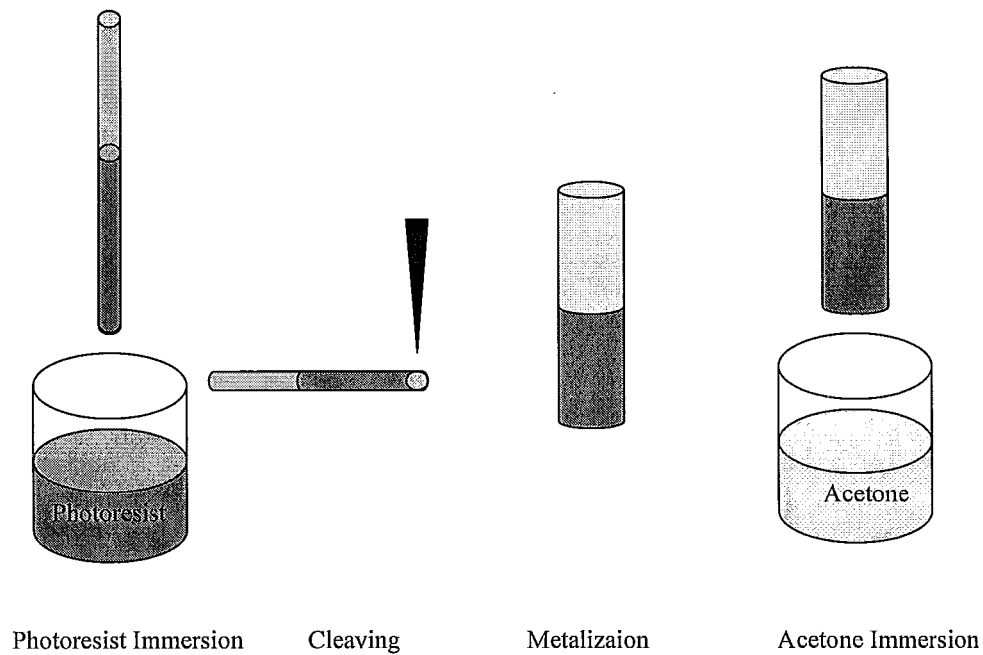 Photoresist
Acetone
Photoresist Immersion
Cleaving
Metalizaion
Acetone Immersion